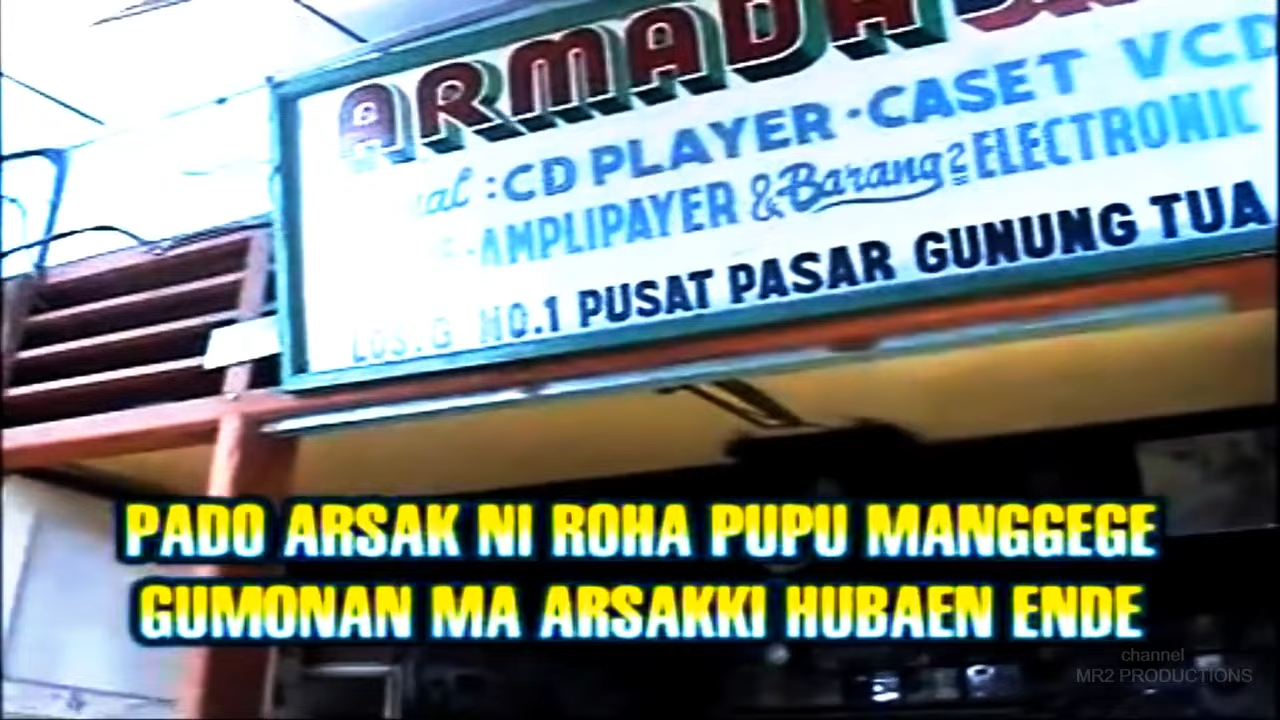 ARMADA
:CD PLAYER · CASET VCD
AMPLIPAYER & Barang2 ELECTRONIC
LOS.G NO.1 PUSAT PASAR GUNUNG TUA
PADO ARSAK NI ROHA PUPU MANGGEGE
GUMONAN MA ARSAKKI HUBAEN ENDE
channel
MR2 PRODUCTIONS